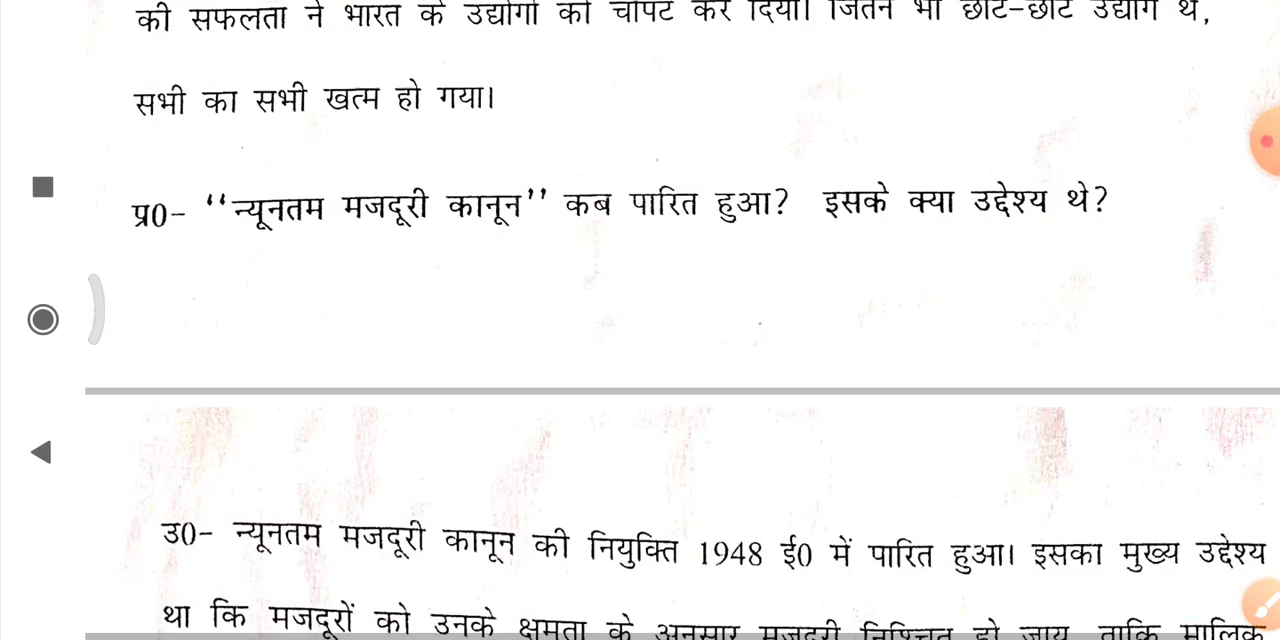 की सफलता ने भारत के उद्योगों को चौपट कर दिया। जितने भी छोटे-छोटे उद्योग थे,
सभी का सभी खत्म हो गया।
प्र0- ‘‘न्यूनतम मजदूरी कानून’’ कब पारित हुआ? इसके क्या उद्देश्य थे?
उ0- न्यूनतम मजदूरी कानून की नियुक्ति 1948 ई0 में पारित हुआ। इसका मुख्य उद्देश्य
था कि मजदूरों को उनके क्षमता के अनुसार मजदूरी निश्चित हो जाय ताकि मालिक